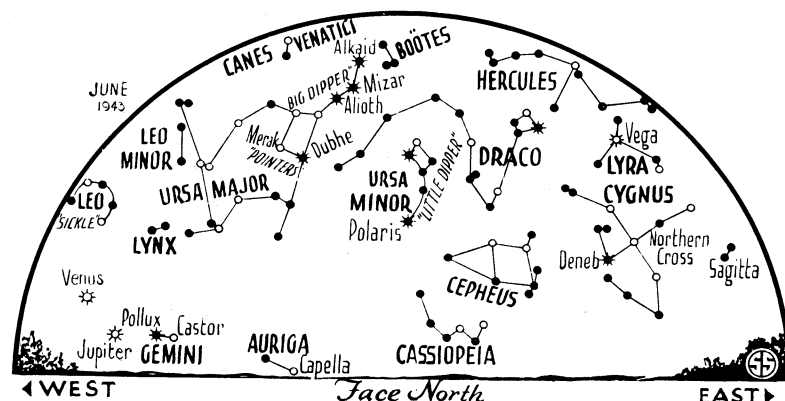 CANES VENATICI
BOÖTES
Alkaid
HERCULES
JUNE
1943
"BIG DIPPER"
Mizar
Alioth
LEO
MINOR
Merak
"POINTERS"
Dubhe
DRACO
Vega
LYRA
URSA MAJOR
URSA
MINOR
"LITTLE DIPPER"
LEO
"SICKLE"
CYGNUS
Polaris
LYNX
Northern
Cross
Deneb
Sagitta
Venus
CEPHEUS
Pollux
Castor
Jupiter
GEMINI
AURIGA
Capella
CASSIOPEIA
WEST
Face North
EAST